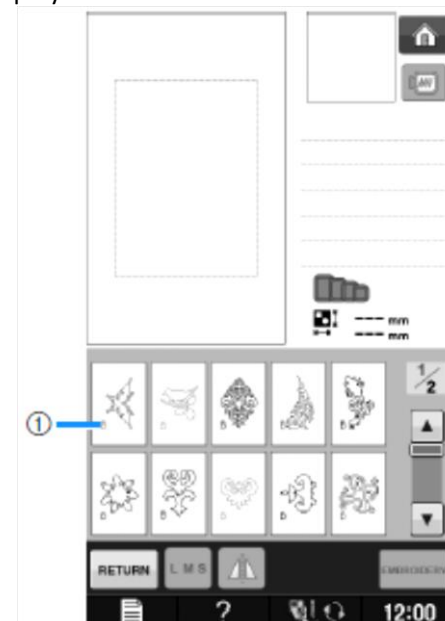 --- mm
--- mm
1/2
①
RETURN L M S EMBROIDERY
? 12:00